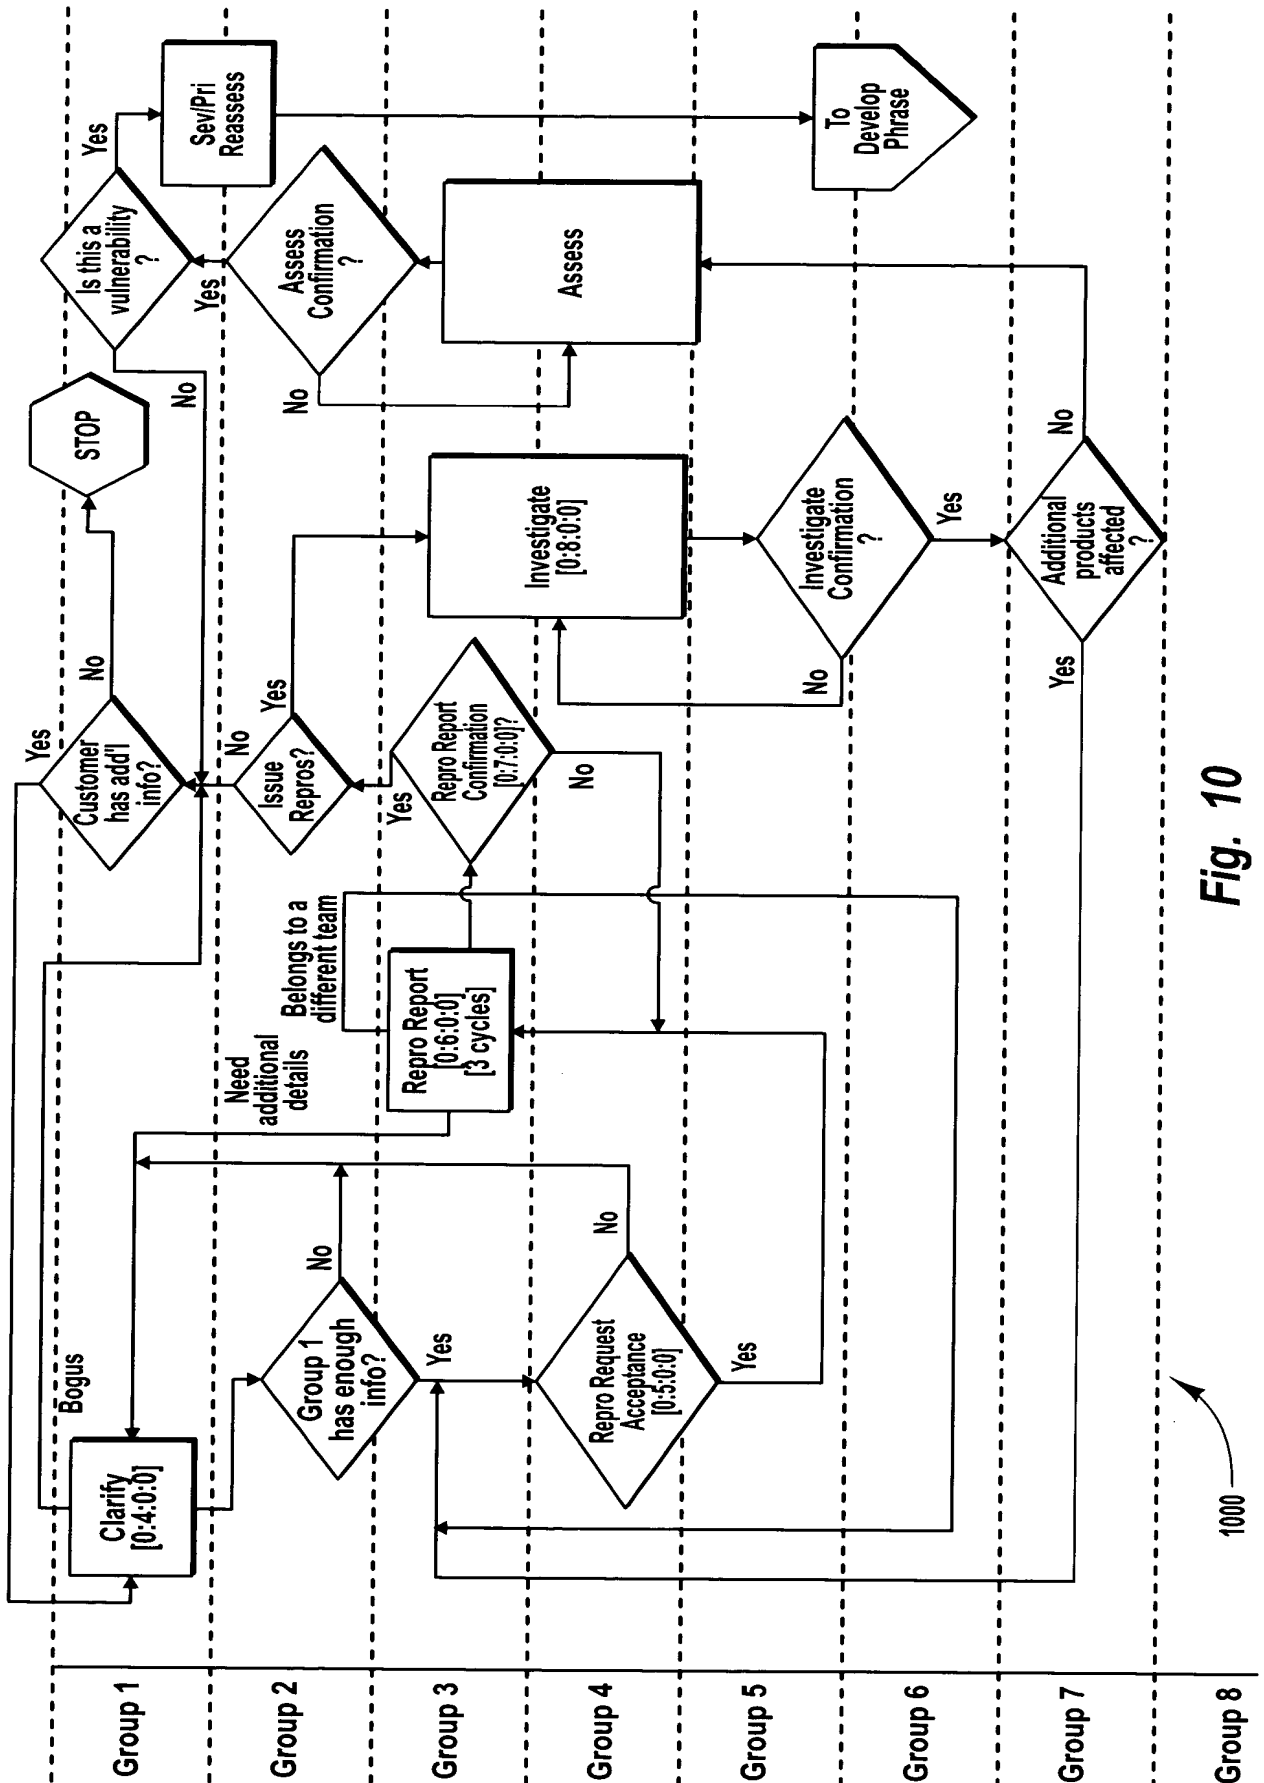 Group 1
Group 2
Group 3
Group 4
Group 5
Group 6
Group 7
Group 8
Clarify
[0:4:0:0]
Bogus
Group 1
has enough
info?
No
Yes
Repro Request
Acceptance
[0:5:0:0]
No
Yes
Need
additional
details
Belongs to a
different team
Repro Report
[0:6:0:0]
[3 cycles]
Customer
has add'l
info?
Yes
No
Issue
Repros?
No
Yes
Repro Report
Confirmation
[0:7:0:0]?
Yes
No
STOP
Investigate
[0:8:0:0]
Investigate
Confirmation
?
No
Yes
Additional
products
affected
?
Yes
No
Is this a
vulnerability
?
Yes
No
Assess
Confirmation
?
Yes
No
Assess
Sev/Pri
Reassess
To
Develop
Phrase
1000
Fig. 10